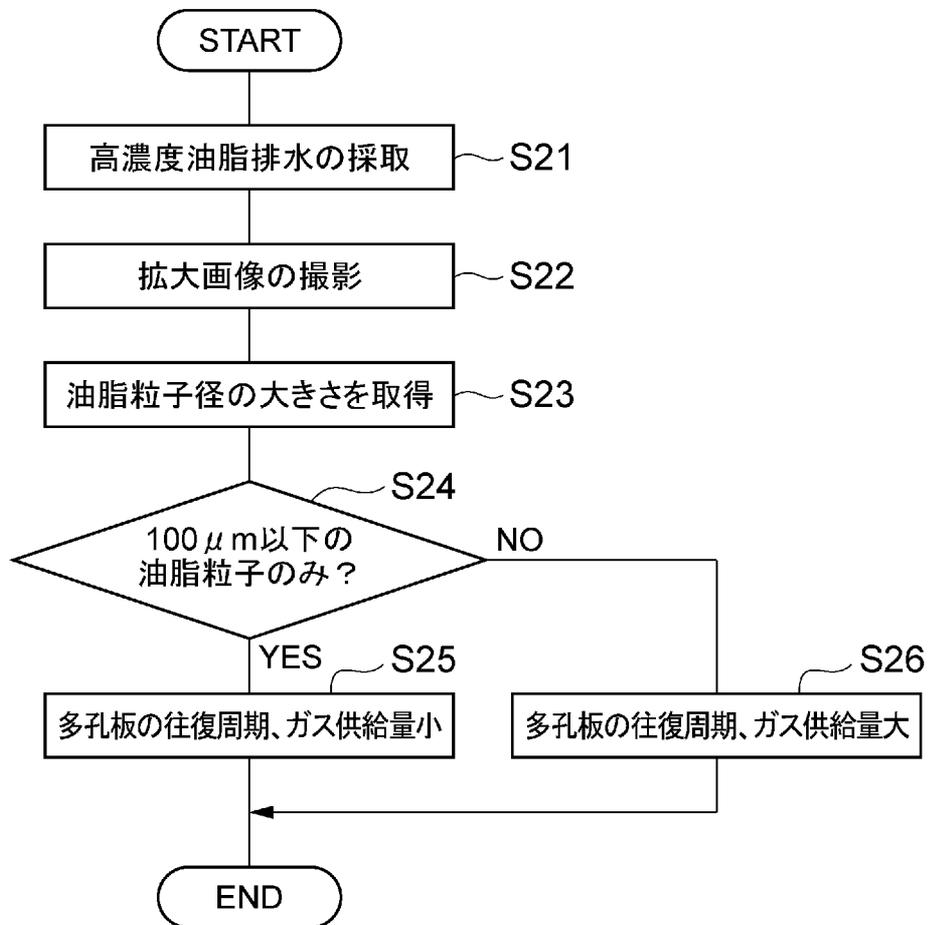 START
高濃度油脂排水の採取
S21
拡大画像の撮影
S22
油脂粒子径の大きさを取得
S23
S24
100μm以下の
油脂粒子のみ？
NO
YES
S25
多孔板の往復周期、ガス供給量小
S26
多孔板の往復周期、ガス供給量大
END